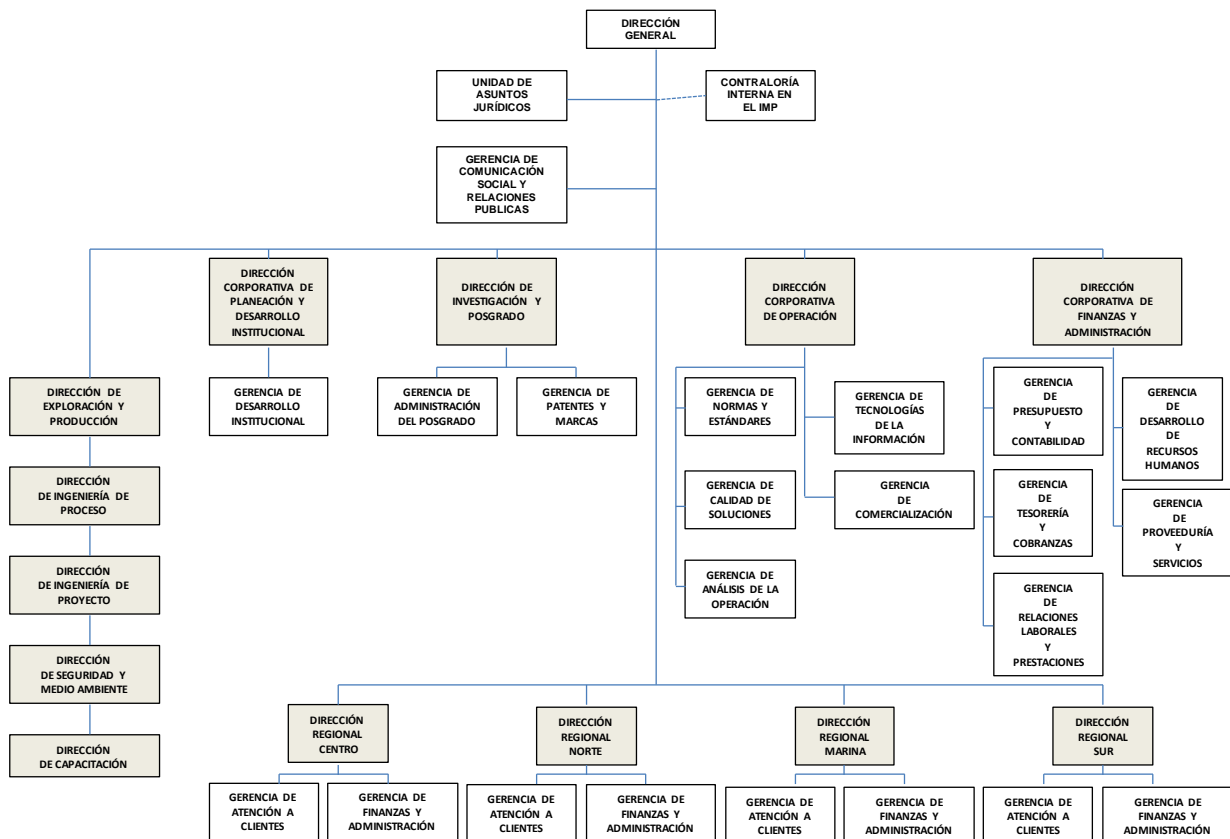 DIRECCIÓN
GENERAL
UNIDAD DE
ASUNTOS
JURÍDICOS
CONTRALORÍA
INTERNA EN
EL IMP
GERENCIA DE
COMUNICACIÓN
SOCIAL Y
RELACIONES
PUBLICAS
DIRECCIÓN
CORPORATIVA DE
PLANEACIÓN Y
DESARROLLO
INSTITUCIONAL
DIRECCIÓN DE
INVESTIGACIÓN Y
POSGRADO
DIRECCIÓN
CORPORATIVA
DE OPERACIÓN
DIRECCIÓN
CORPORATIVA DE
FINANZAS Y
ADMINISTRACIÓN
DIRECCIÓN DE
EXPLORACIÓN Y
PRODUCCIÓN
DIRECCIÓN
DE INGENIERÍA DE
PROCESO
DIRECCIÓN
DE INGENIERÍA DE
PROYECTO
DIRECCIÓN
DE SEGURIDAD Y
MEDIO AMBIENTE
DIRECCIÓN
DE CAPACITACIÓN
GERENCIA DE
DESARROLLO
INSTITUCIONAL
GERENCIA DE
ADMINISTRACIÓN
DEL POSGRADO
GERENCIA DE
PATENTES Y
MARCAS
GERENCIA DE
NORMAS Y
ESTÁNDARES
GERENCIA DE
TECNOLOGÍAS
DE LA
INFORMACIÓN
GERENCIA DE
CALIDAD DE
SOLUCIONES
GERENCIA
DE
COMERCIALIZACIÓN
GERENCIA DE
ANÁLISIS DE LA
OPERACIÓN
GERENCIA
DE
PRESUPUESTO
Y
CONTABILIDAD
GERENCIA
DE
DESARROLLO
DE
RECURSOS
HUMANOS
GERENCIA
DE
TESORERÍA
Y
COBRANZAS
GERENCIA
DE
PROVEEDURÍA
Y
SERVICIOS
GERENCIA
DE
RELACIONES
LABORALES
Y
PRESTACIONES
DIRECCIÓN
REGIONAL
CENTRO
DIRECCIÓN
REGIONAL
NORTE
DIRECCIÓN
REGIONAL
MARINA
DIRECCIÓN
REGIONAL
SUR
GERENCIA DE
ATENCIÓN A
CLIENTES
GERENCIA DE
FINANZAS Y
ADMINISTRACIÓN
GERENCIA DE
ATENCIÓN A
CLIENTES
GERENCIA DE
FINANZAS Y
ADMINISTRACIÓN
GERENCIA DE
ATENCIÓN A
CLIENTES
GERENCIA DE
FINANZAS Y
ADMINISTRACIÓN
GERENCIA DE
ATENCIÓN A
CLIENTES
GERENCIA DE
FINANZAS Y
ADMINISTRACIÓN